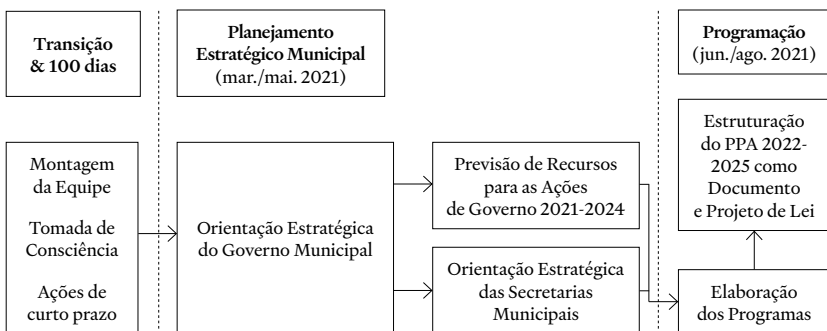 Transição
& 100 dias
Planejamento
Estratégico Municipal
(mar./mai. 2021)
Programação
(jun./ago. 2021)
Montagem
da Equipe
Tomada de
Consciência
Ações de
curto prazo
Orientação Estratégica
do Governo Municipal
Previsão de Recursos
para as Ações
de Governo 2021-2024
Orientação Estratégica
das Secretarias
Municipais
Estruturação
do PPA 2022-
2025 como
Documento
e Projeto de Lei
Elaboração
dos Programas